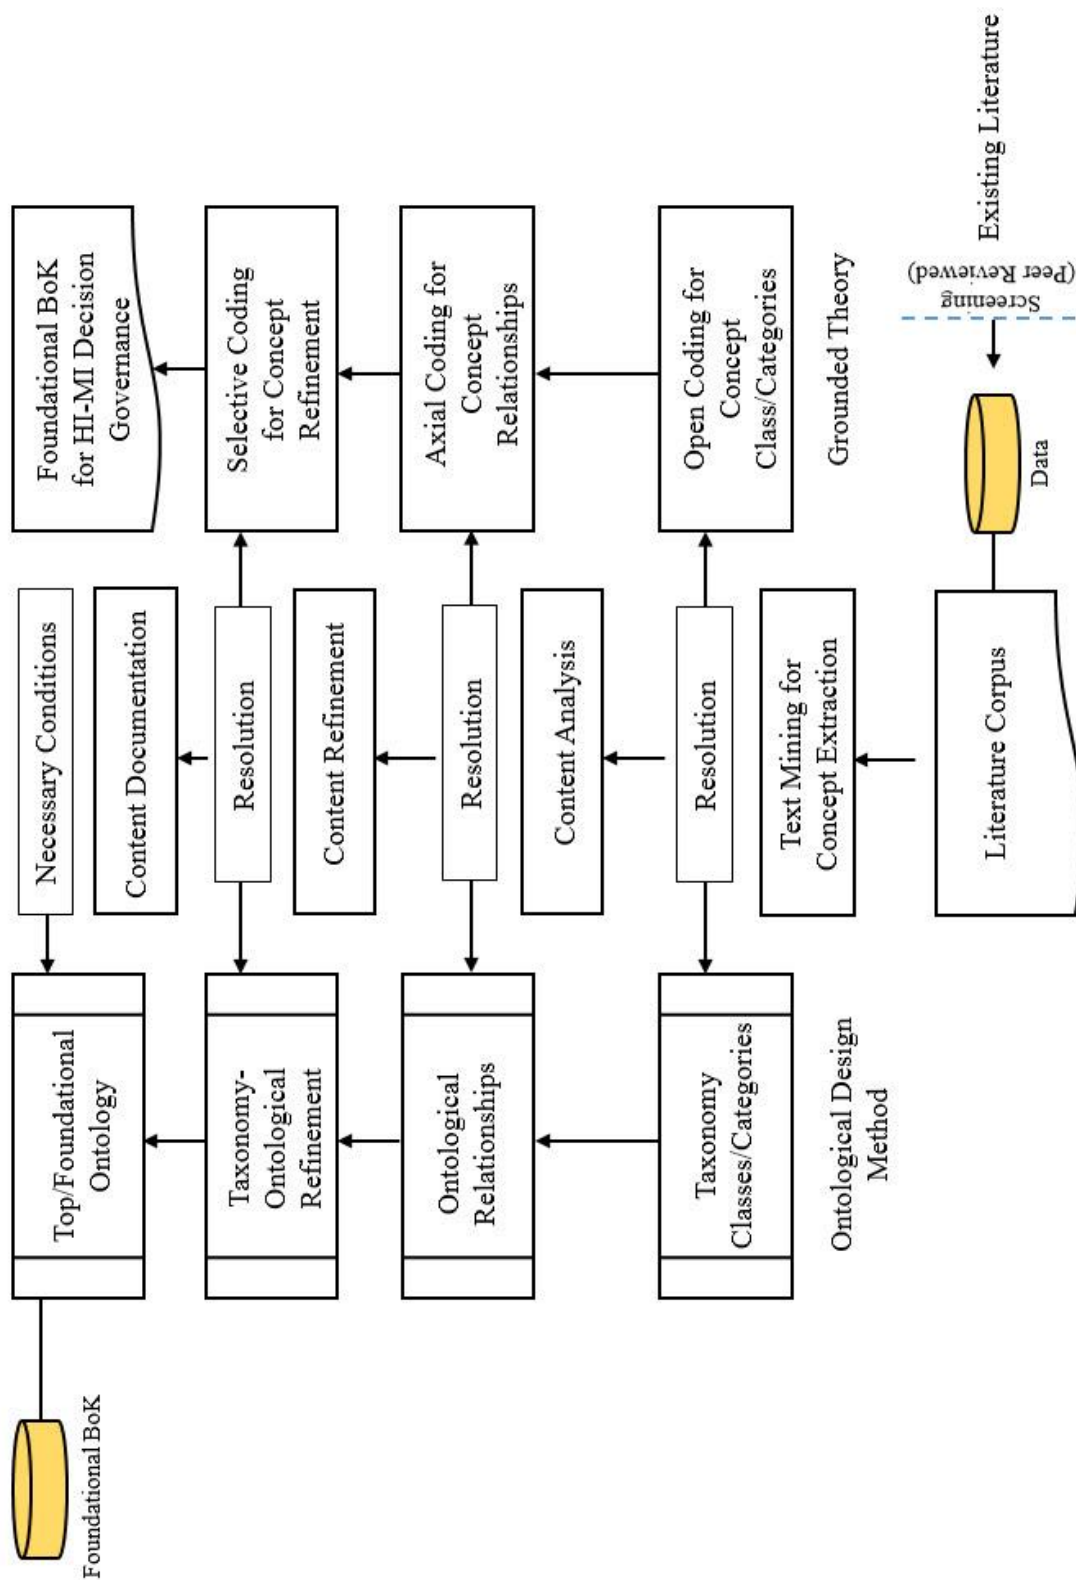 Foundational BoK
Top/Foundational
Ontology
Necessary Conditions
Content Documentation
Foundational BoK
for HI-MI Decision
Governance
Taxonomy-
Ontological
Refinement
Resolution
Selective Coding
for Concept
Refinement
Content Refinement
Ontological
Relationships
Resolution
Axial Coding for
Concept
Relationships
Content Analysis
Taxonomy
Classes/Categories
Resolution
Open Coding for
Concept
Class/Categories
Text Mining for
Concept Extraction
Ontological Design
Method
Grounded Theory
Literature Corpus
Data
Screening
(Peer Reviewed)
Existing Literature